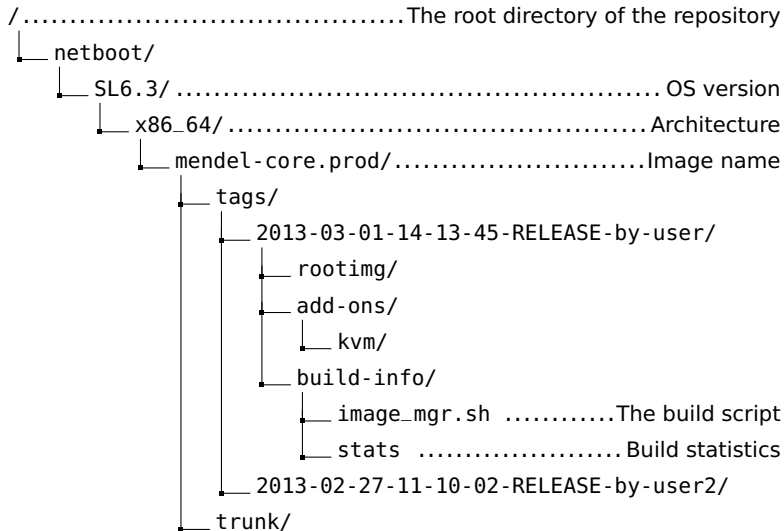 /........................................The root directory of the repository
netboot/
SL6.3/...................................................OS version
x86_64/............................................Architecture
mendel-core.prod/..........................Image name
tags/
2013-03-01-14-13-45-RELEASE-by-user/
rootimg/
add-ons/
kvm/
build-info/
image_mgr.sh ............The build script
stats ......................Build statistics
2013-02-27-11-10-02-RELEASE-by-user2/
trunk/